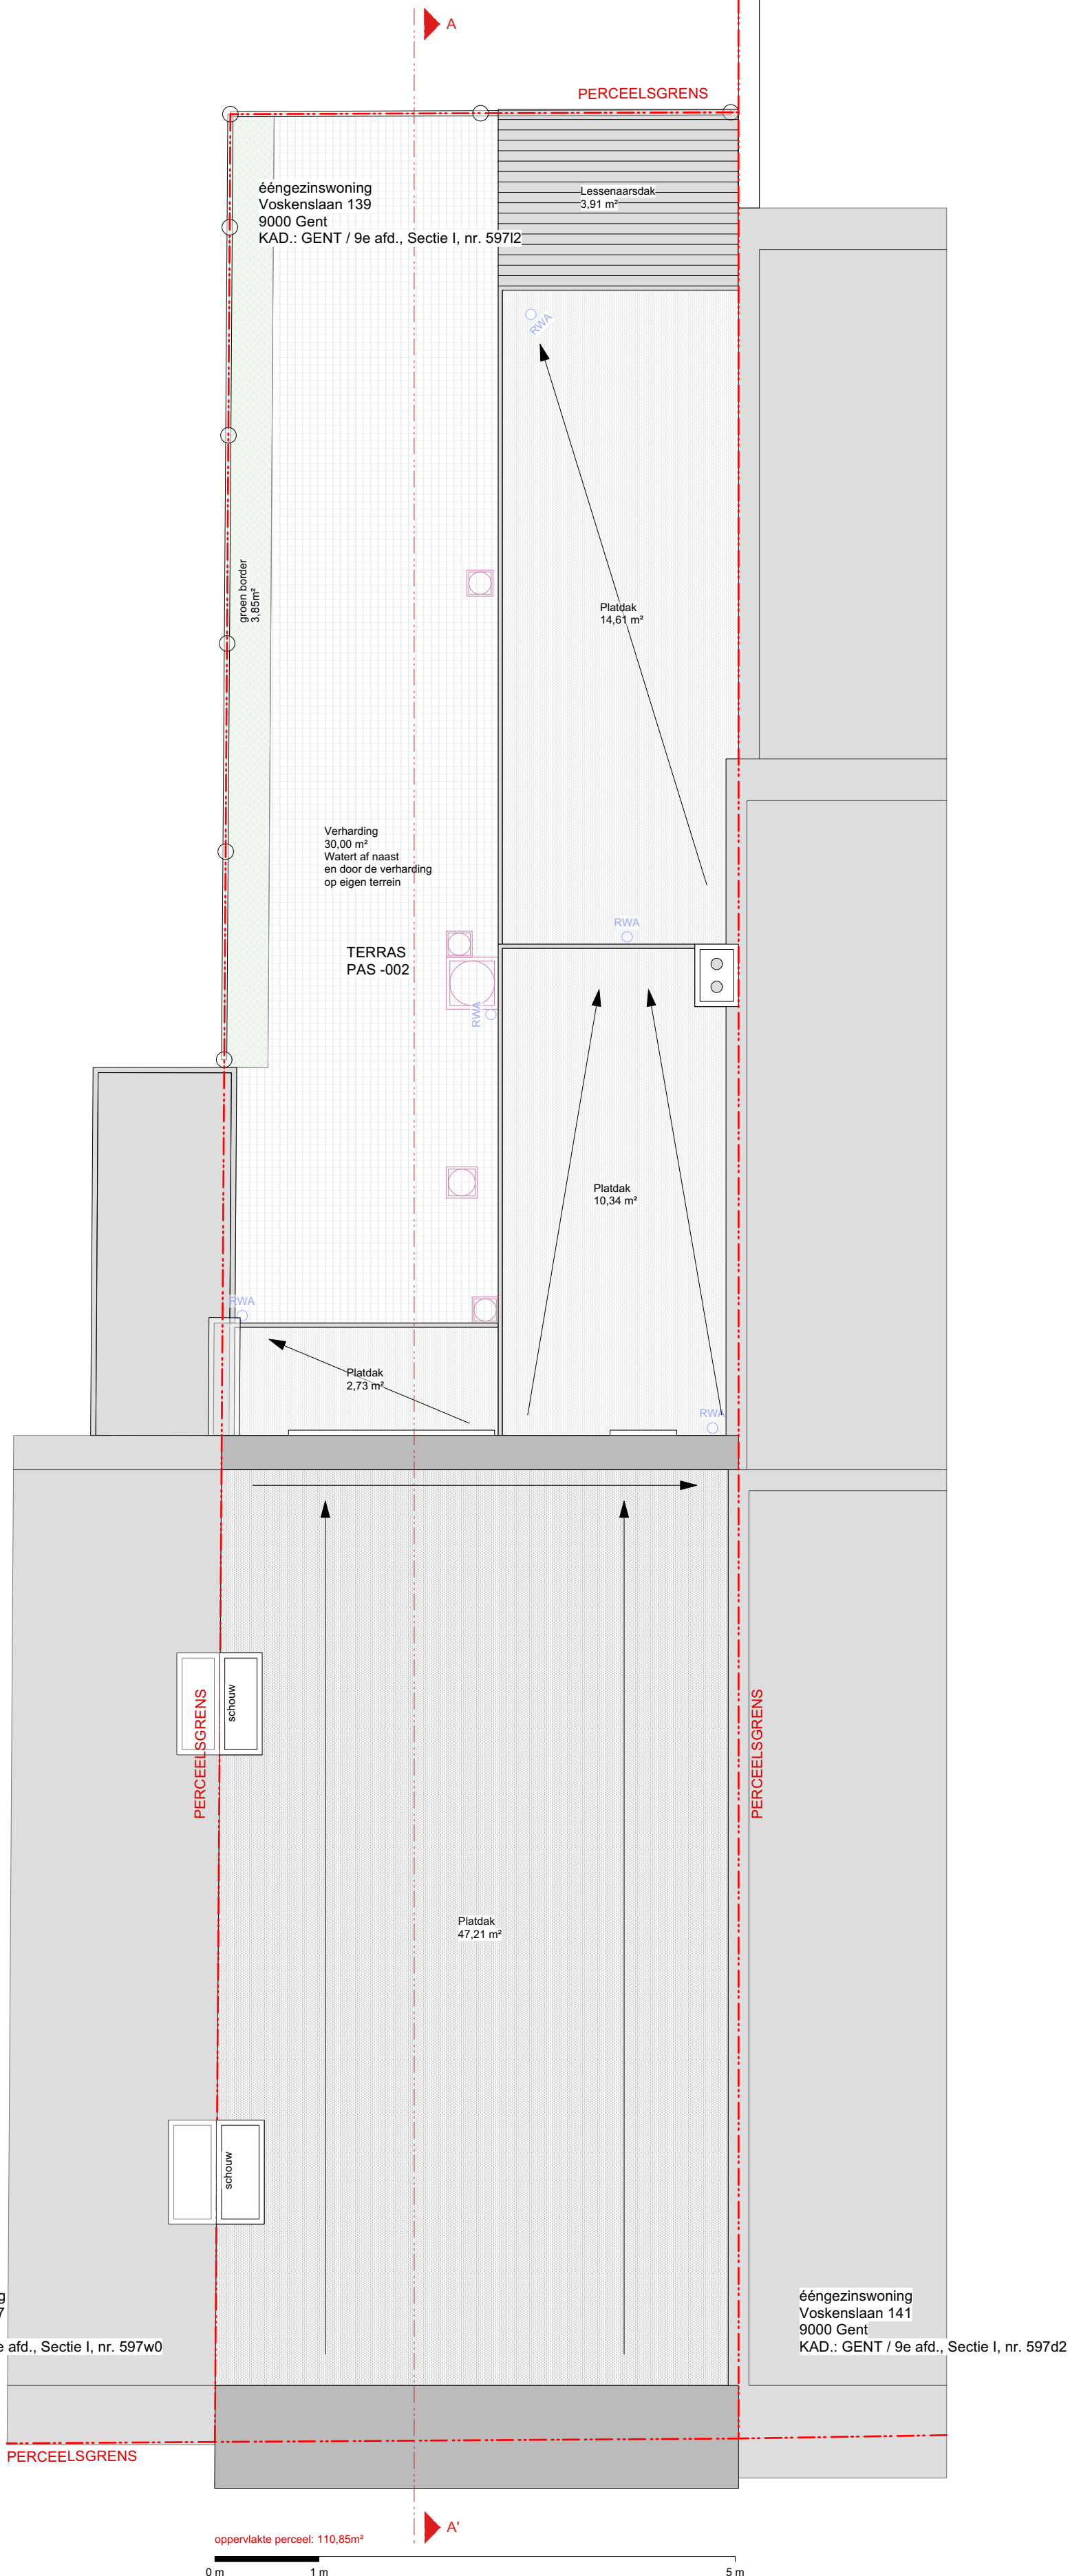 A
PERCEELSGRENS
ééngezinswoning
Voskenslaan 139
9000 Gent
KAD.: GENT / 9e afd., Sectie I, nr. 597l2
Lessenaarsdak
3,91 m²
RWA
groen border
3,85m²
Platdak
14,61 m²
Verharding
30,00 m²
Watert af naast
en door de verharding
op eigen terrein
RWA
TERRAS
PAS -002
RWA
Platdak
10,34 m²
RWA
Platdak
2,73 m²
RWA
schouw
PERCEELSGRENS
PERCEELSGRENS
Platdak
47,21 m²
schouw
g
7
e afd., Sectie I, nr. 597w0
ééngezinswoning
Voskenslaan 141
9000 Gent
KAD.: GENT / 9e afd., Sectie I, nr. 597d2
PERCEELSGRENS
A'
oppervlakte perceel: 110,85m²
0 m 1 m 5 m